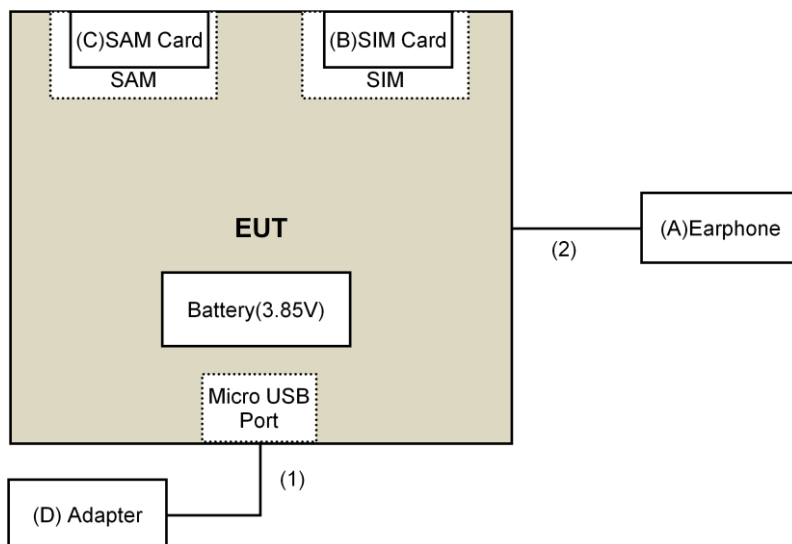 (C)SAM Card
SAM
(B)SIM Card
SIM
EUT
(A)Earphone
(2)
Battery(3.85V)
Micro USB
Port
(1)
(D) Adapter